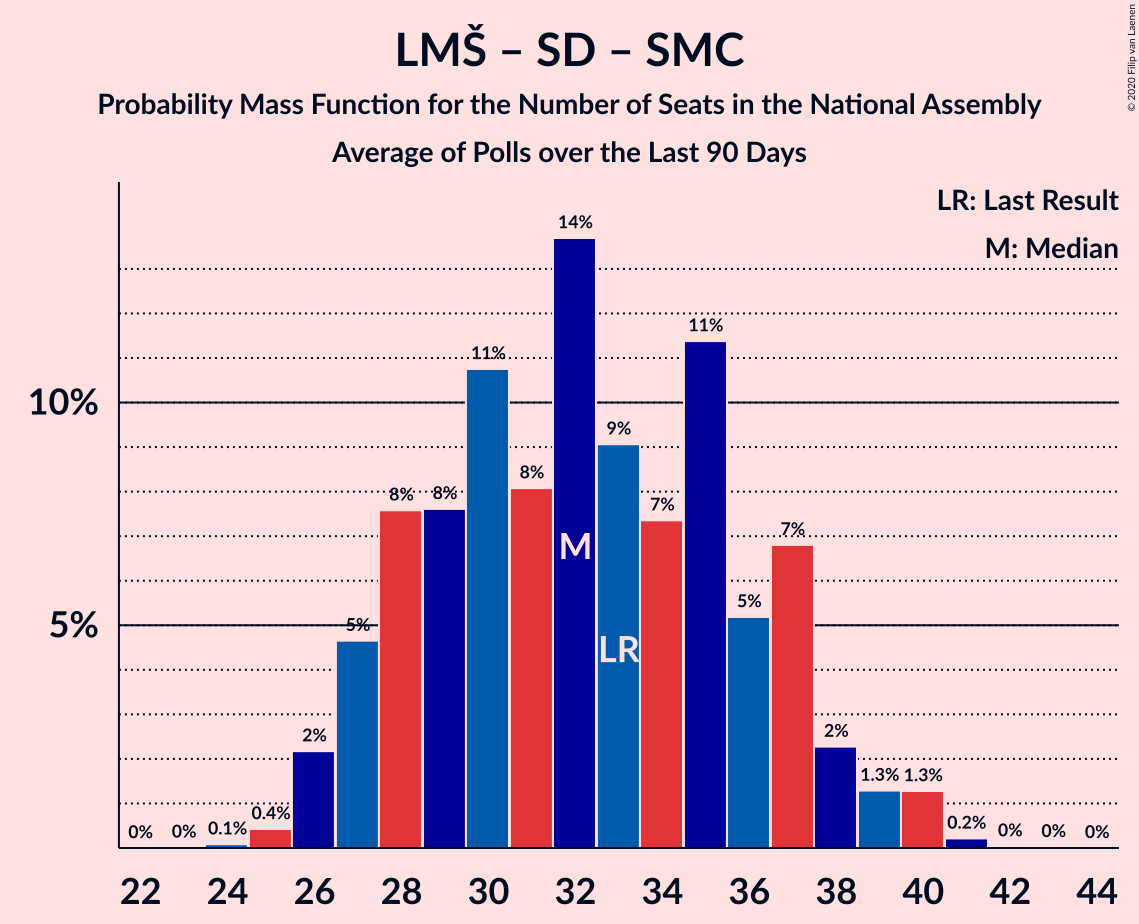 LMŠ – SD – SMC
Probability Mass Function for the Number of Seats in the National Assembly
Average of Polls over the Last 90 Days
© 2020 Filip van Laenen
LR: Last Result
M: Median
10%
5%
0% 0% 0.1% 0.4% 2% 5% 8% 8% 11% 8% 14% 9% 7% 11% 5% 7% 2% 1.3% 1.3% 0.2% 0% 0% 0%
M
LR
22 24 26 28 30 32 34 36 38 40 42 44